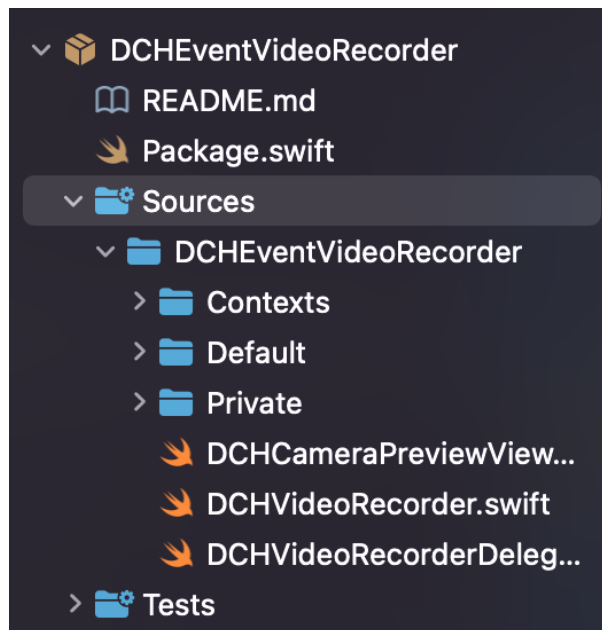 DCHEventVideoRecorder
README.md
Package.swift
Sources
DCHEventVideoRecorder
Contexts
Default
Private
DCHCameraPreviewView...
DCHVideoRecorder.swift
DCHVideoRecorderDeleg...
Tests